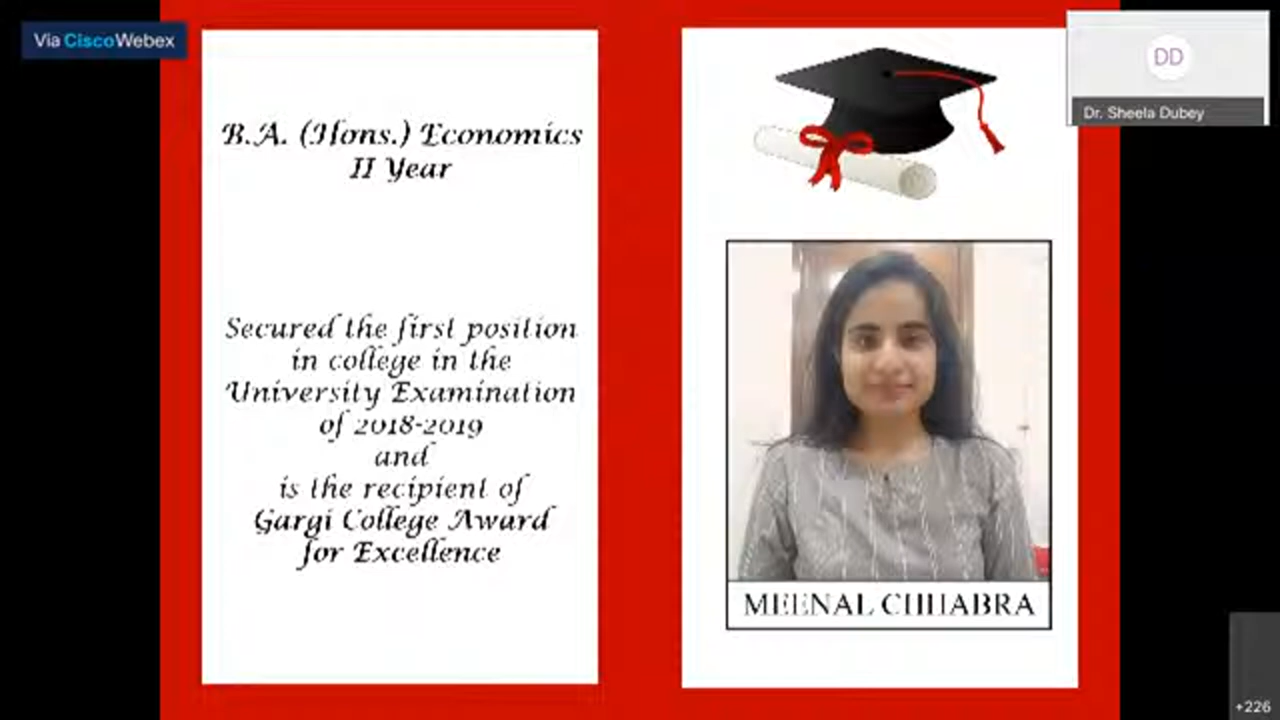 Via CiscoWebex
B.A. (Hons.) Economics
II Year
Secured the first position
in college in the
University Examination
of 2018-2019
and
is the recipient of
Gargi College Award
for Excellence
MEENAL CHHABRA
DD
Dr. Sheela Dubey
+226